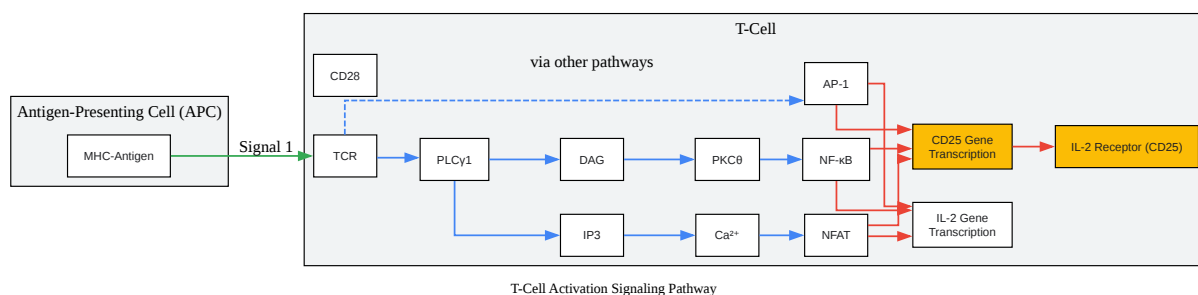 T-Cell
CD28
via other pathways
AP-1
Antigen-Presenting Cell (APC)
MHC-Antigen
Signal 1
TCR
PLCγ1
DAG
PKCθ
NF-κB
CD25 Gene
Transcription
IL-2 Receptor (CD25)
IP3
Ca²⁺
NFAT
IL-2 Gene
Transcription
T-Cell Activation Signaling Pathway